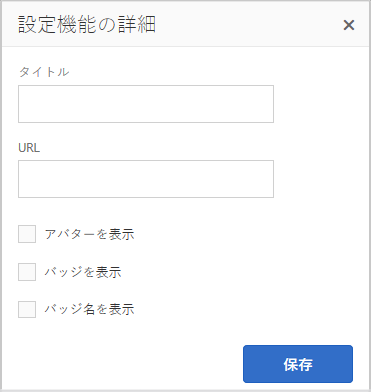 設定機能の詳細
タイトル
URL
アバターを表示
バッジを表示
バッジ名を表示
保存